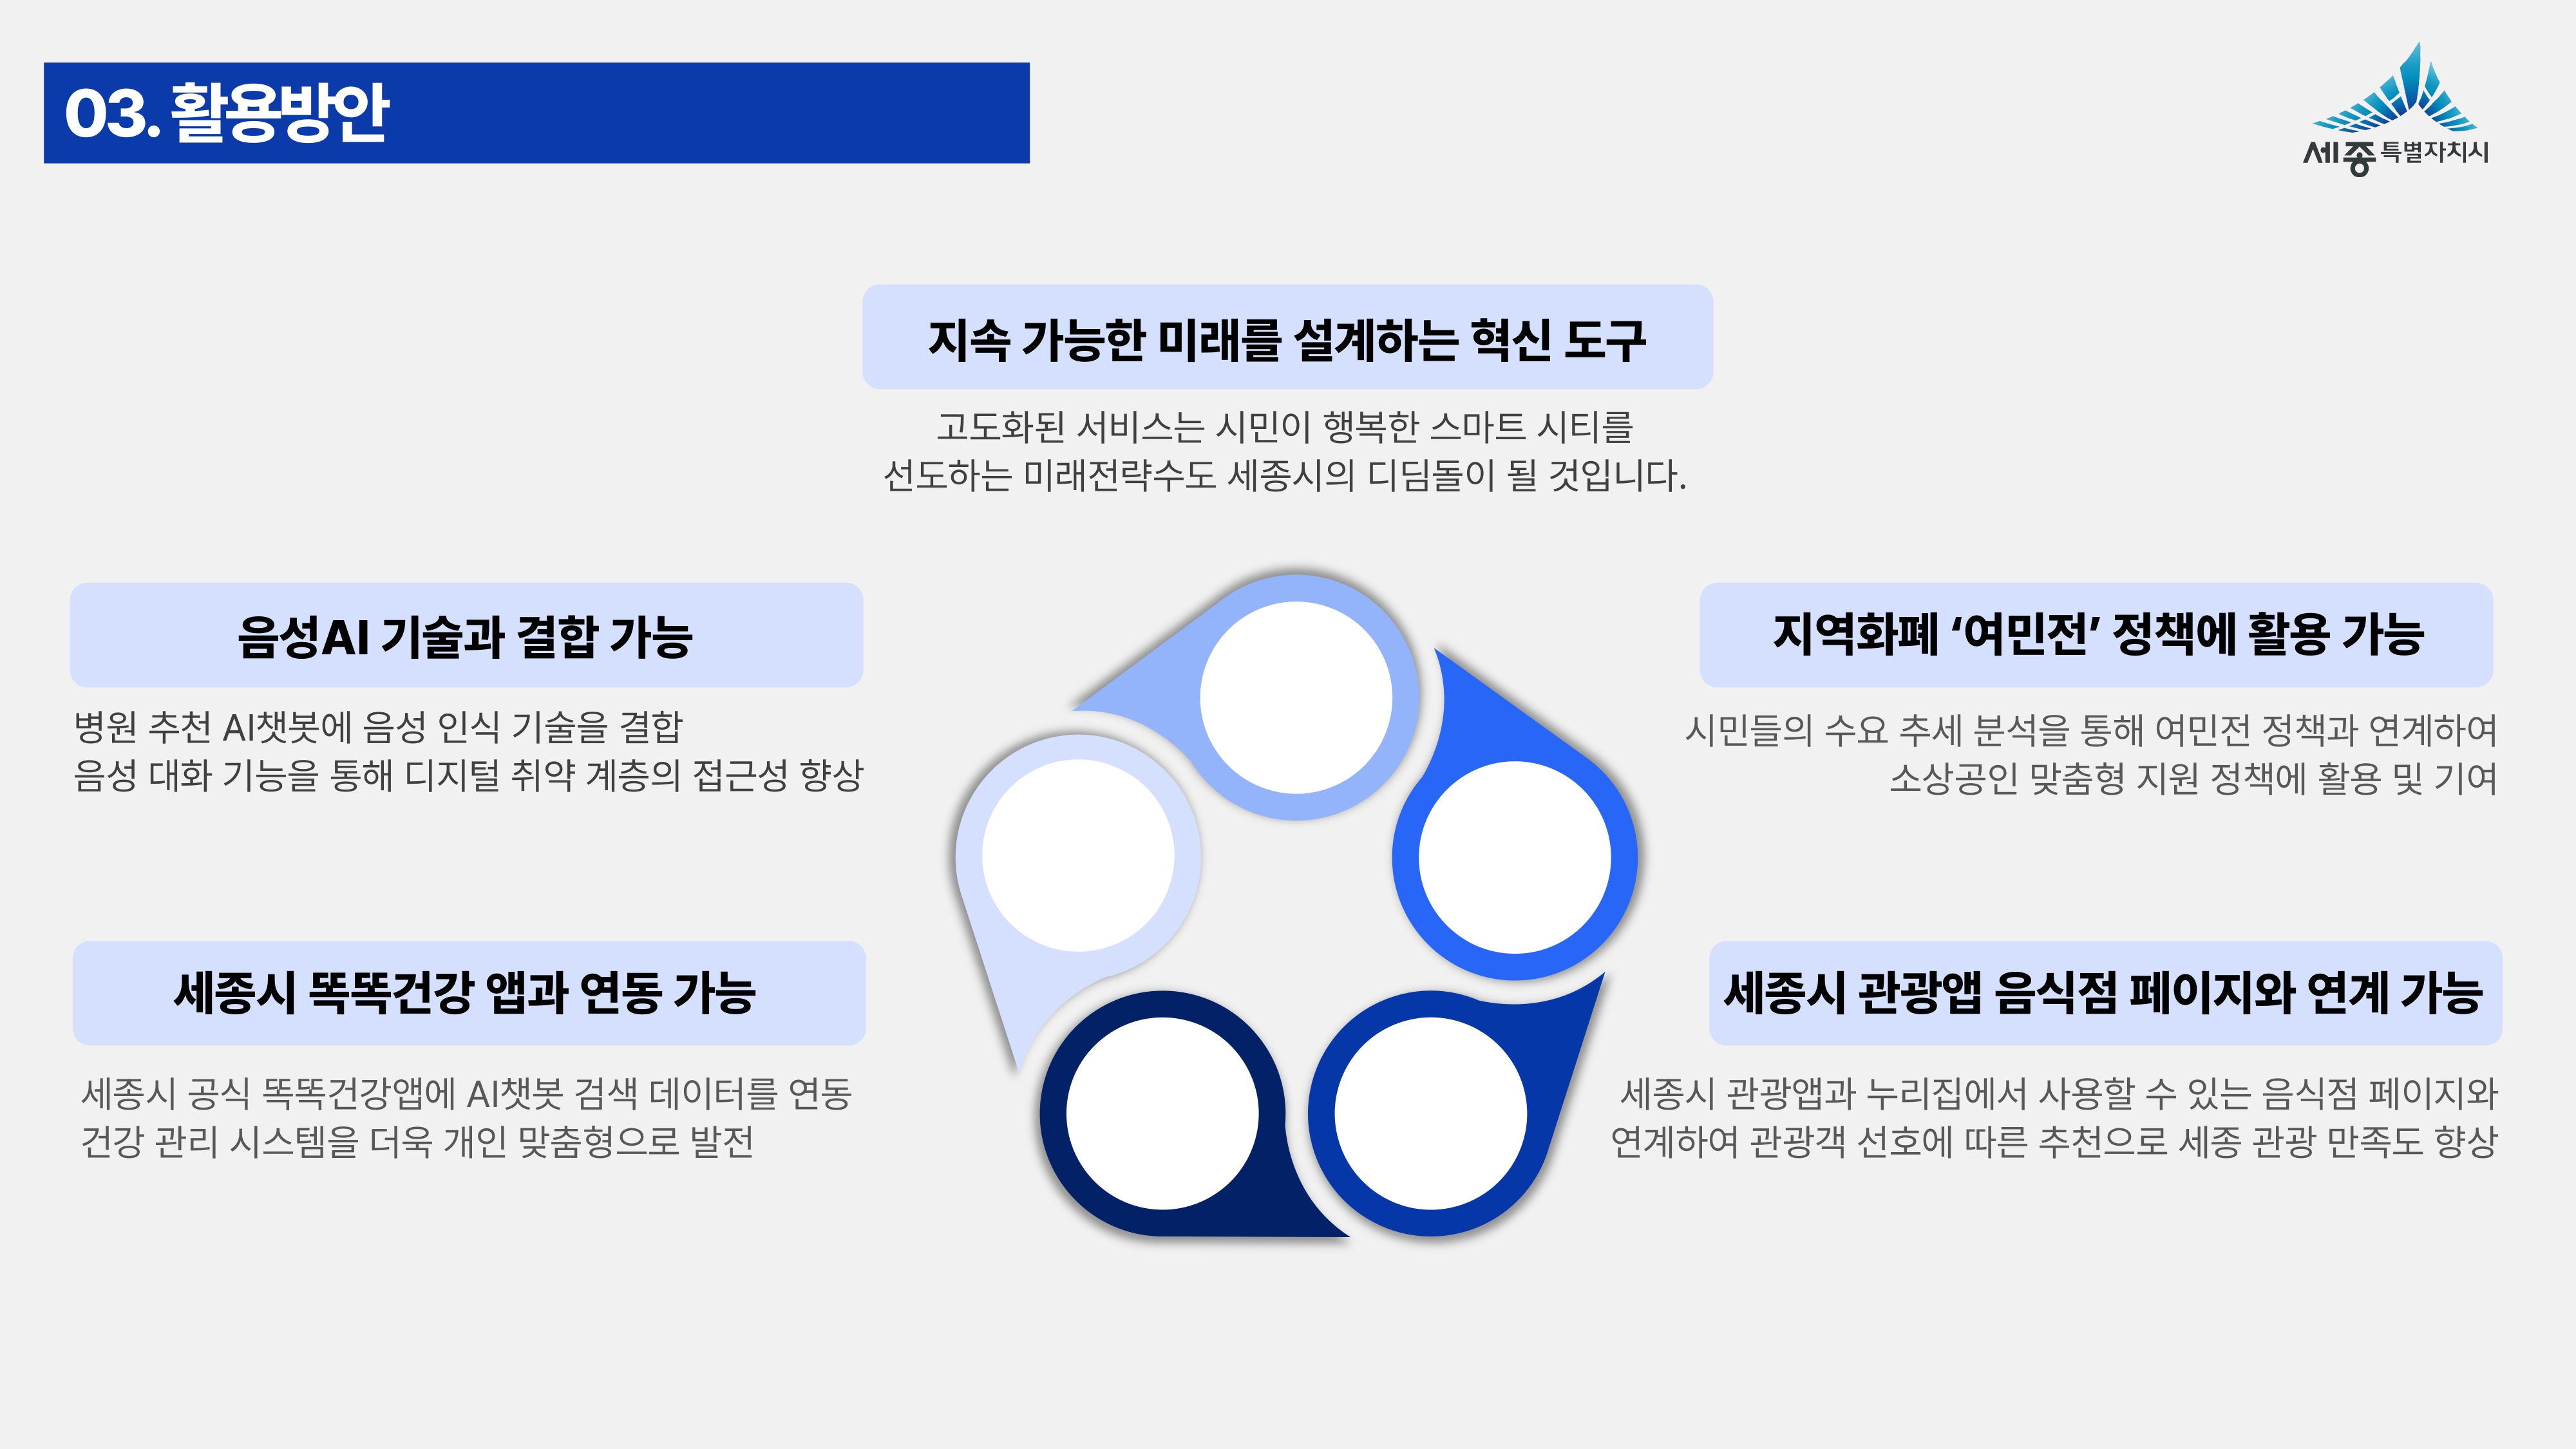 03. 활용방안
세종특별자치시
지속 가능한 미래를 설계하는 혁신 도구
고도화된 서비스는 시민이 행복한 스마트 시티를
선도하는 미래전략수도 세종시의 디딤돌이 될 것입니다.
음성AI 기술과 결합 가능
병원 추천 AI챗봇에 음성 인식 기술을 결합
음성 대화 기능을 통해 디지털 취약 계층의 접근성 향상
지역화폐 ‘여민전’ 정책에 활용 가능
시민들의 수요 추세 분석을 통해 여민전 정책과 연계하여
소상공인 맞춤형 지원 정책에 활용 및 기여
세종시 똑똑건강 앱과 연동 가능
세종시 공식 똑똑건강앱에 AI챗봇 검색 데이터를 연동
건강 관리 시스템을 더욱 개인 맞춤형으로 발전
세종시 관광앱 음식점 페이지와 연계 가능
세종시 관광앱과 누리집에서 사용할 수 있는 음식점 페이지와
연계하여 관광객 선호에 따른 추천으로 세종 관광 만족도 향상